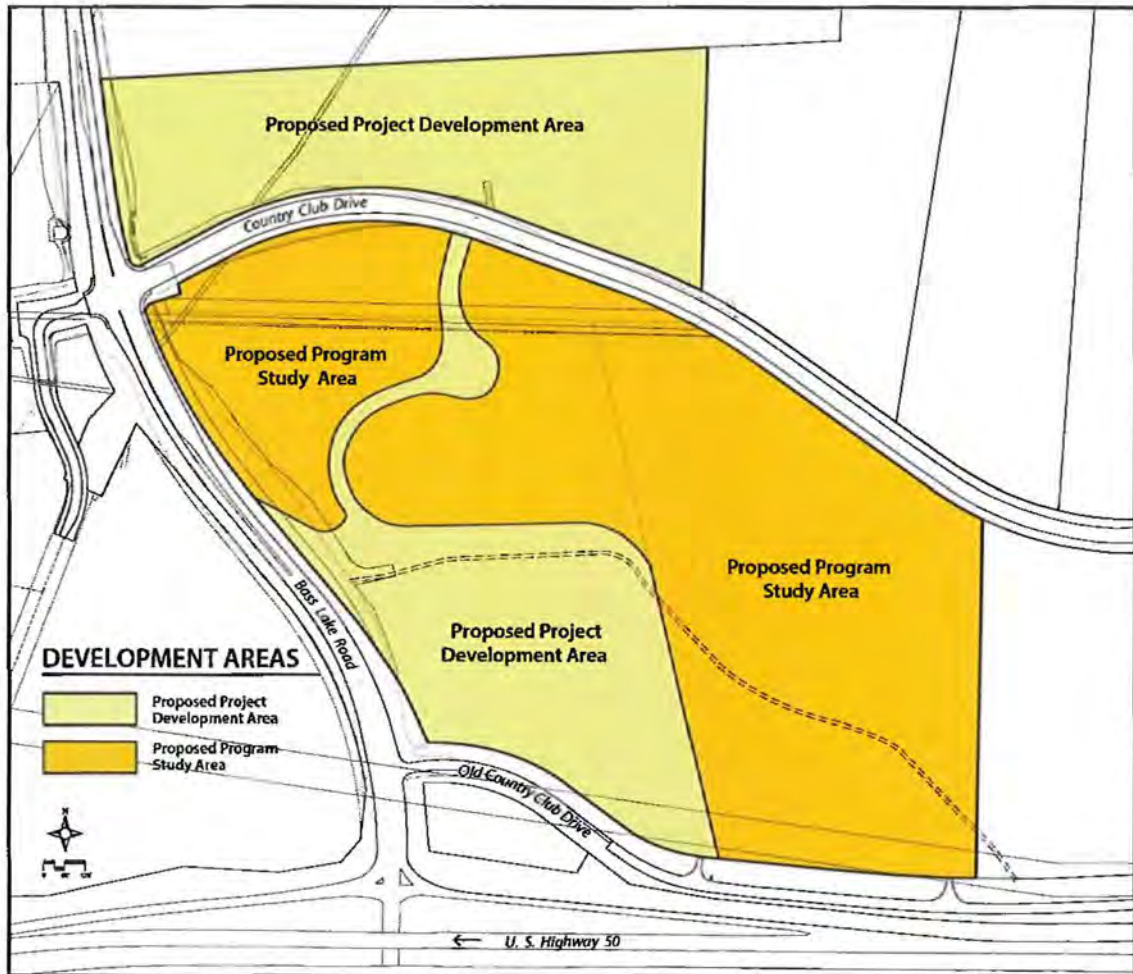 Proposed Project Development Area
Country Club Drive
Proposed Program
Study Area
Proposed Program
Study Area
Bass Lake Road
Proposed Project
Development Area
DEVELOPMENT AREAS
Proposed Project
Development Area
Proposed Program
Study Area
Old Country Club Drive
N
U. S. Highway 50